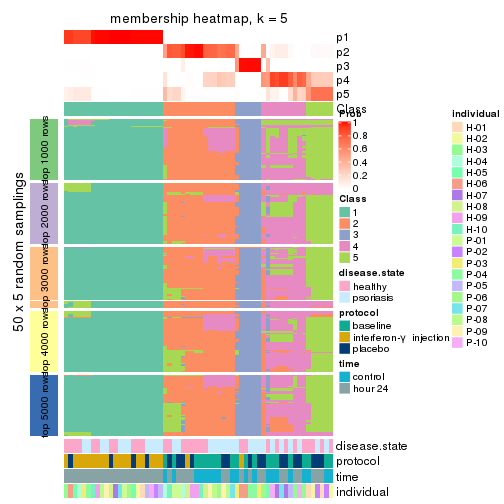 membership heatmap, k = 5
p1
p2
p3
p4
p5
Class
50 x 5 random samplings
top 1000 rows
top 2000 rows
top 3000 rows
top 4000 rows
top 5000 rows
disease.state
protocol
time
individual
Prob
1
0.8
0.6
0.4
0.2
0
Class
1
2
3
4
5
disease.state
healthy
psoriasis
protocol
baseline
interferon-γ injection
placebo
time
control
hour 24
individual
H-01
H-02
H-03
H-04
H-05
H-06
H-07
H-08
H-09
H-10
P-01
P-02
P-03
P-04
P-05
P-06
P-07
P-08
P-09
P-10